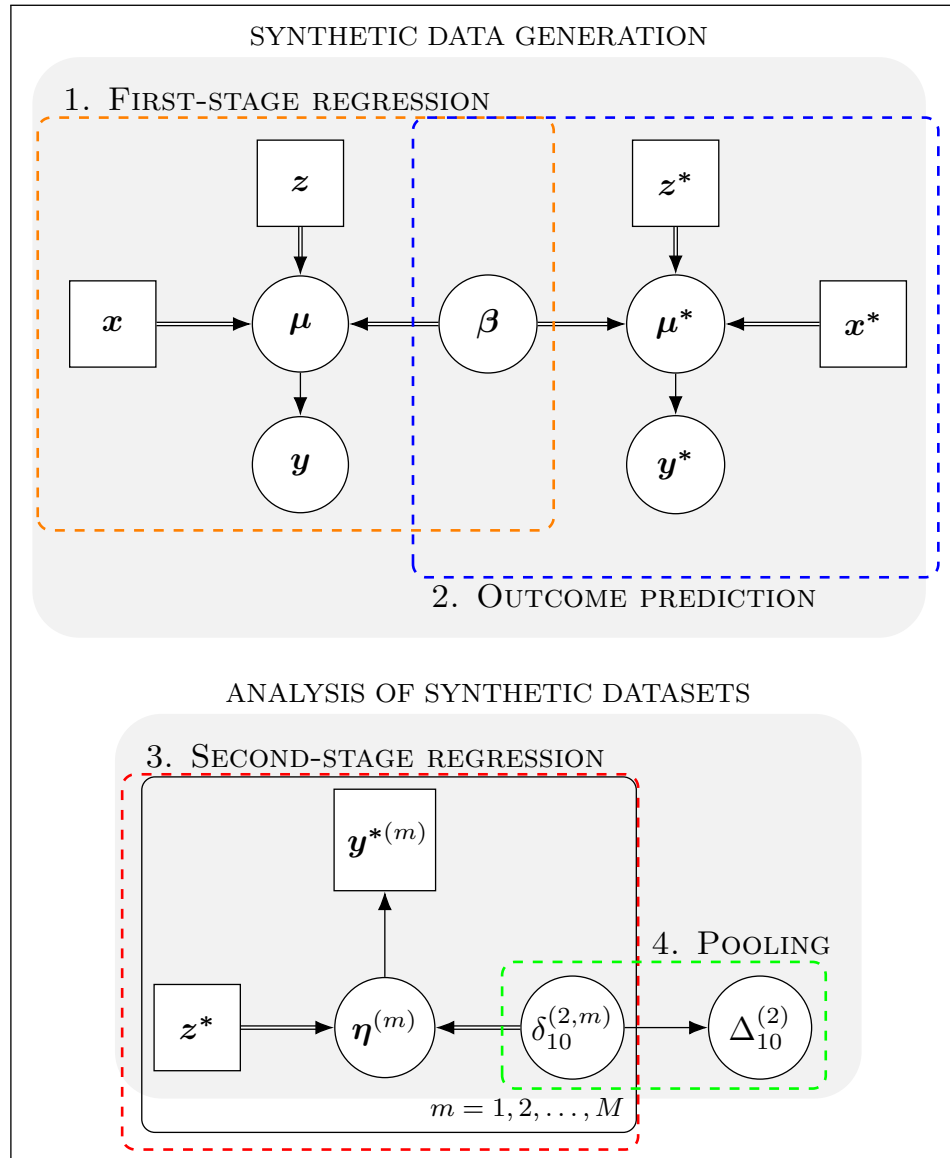 SYNTHETIC DATA GENERATION
1. First-stage regression
z
z*
x
μ
β
μ*
x*
y
y*
2. Outcome prediction
ANALYSIS OF SYNTHETIC DATASETS
3. Second-stage regression
y*(m)
4. Pooling
z*
η(m)
δ10(2,m)
Δ10(2)
m = 1, 2, . . . , M